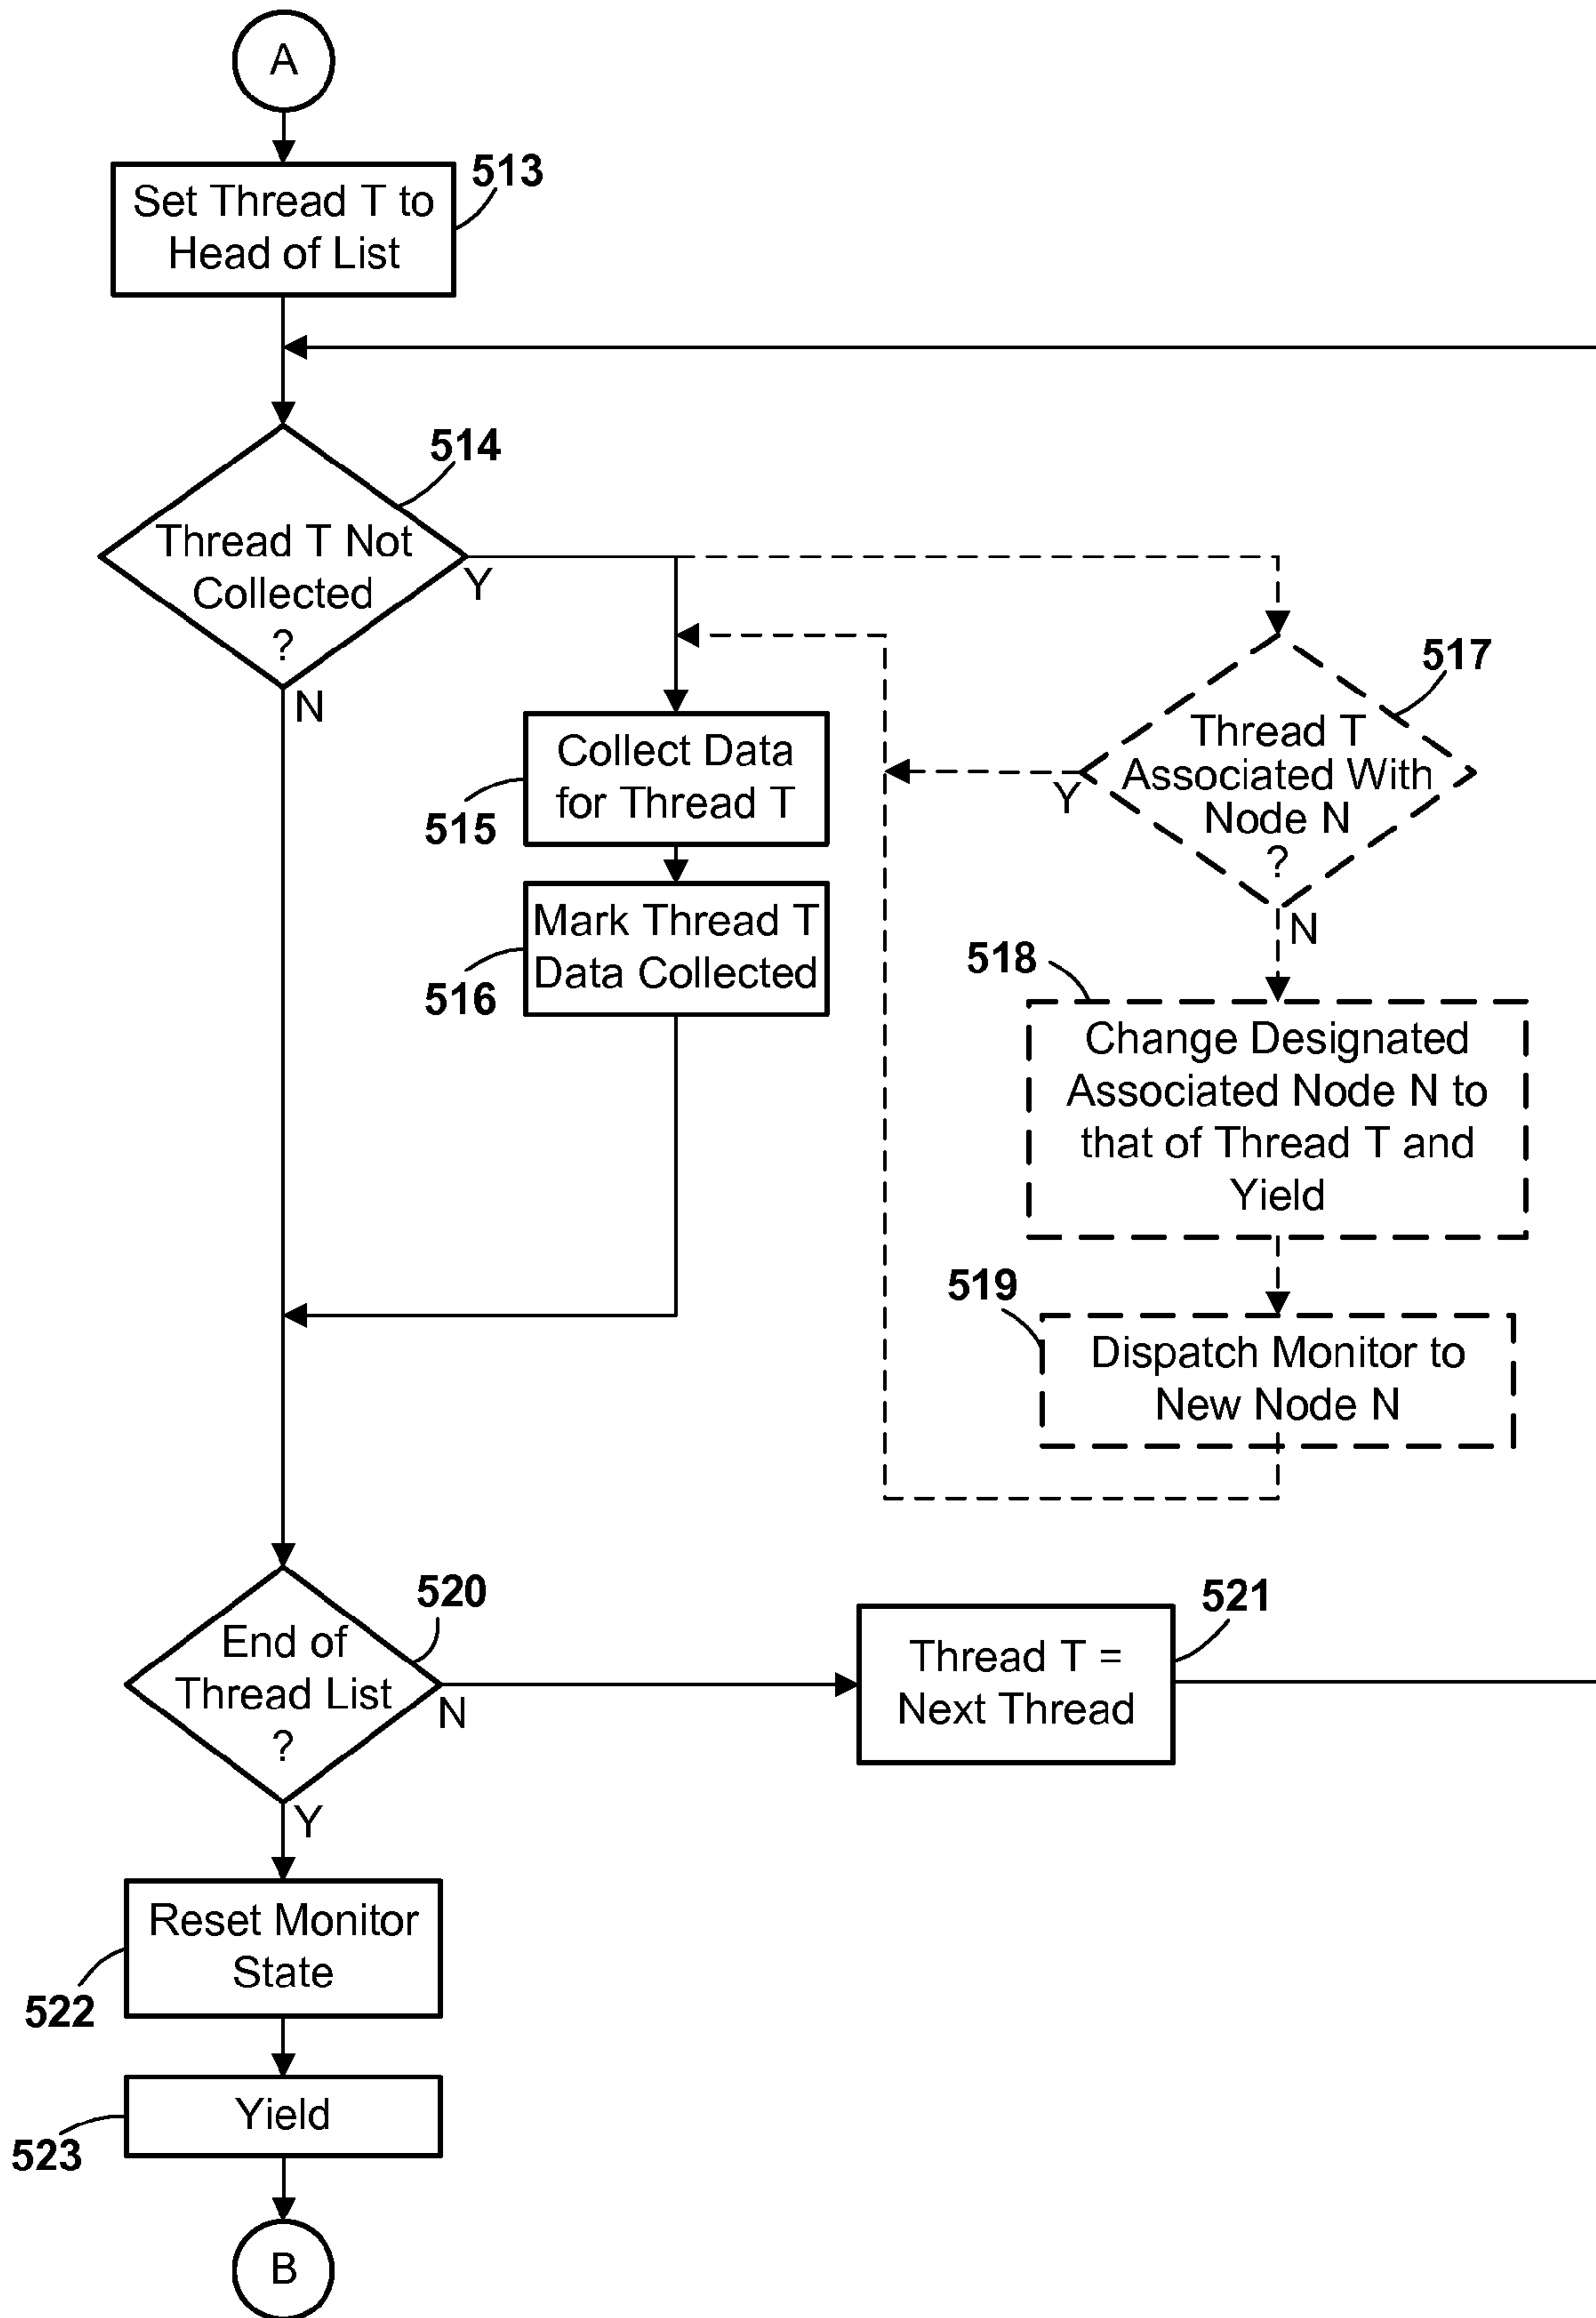 A
513
Set Thread T to
Head of List
514
Thread T Not
Collected
?
Y
N
517
Thread T
Associated With
Node N
?
Y
N
Collect Data
for Thread T
515
Mark Thread T
Data Collected
516
518
Change Designated
Associated Node N to
that of Thread T and
Yield
519
Dispatch Monitor to
New Node N
520
End of
Thread List
?
N
Y
521
Thread T =
Next Thread
Reset Monitor
State
522
Yield
523
B